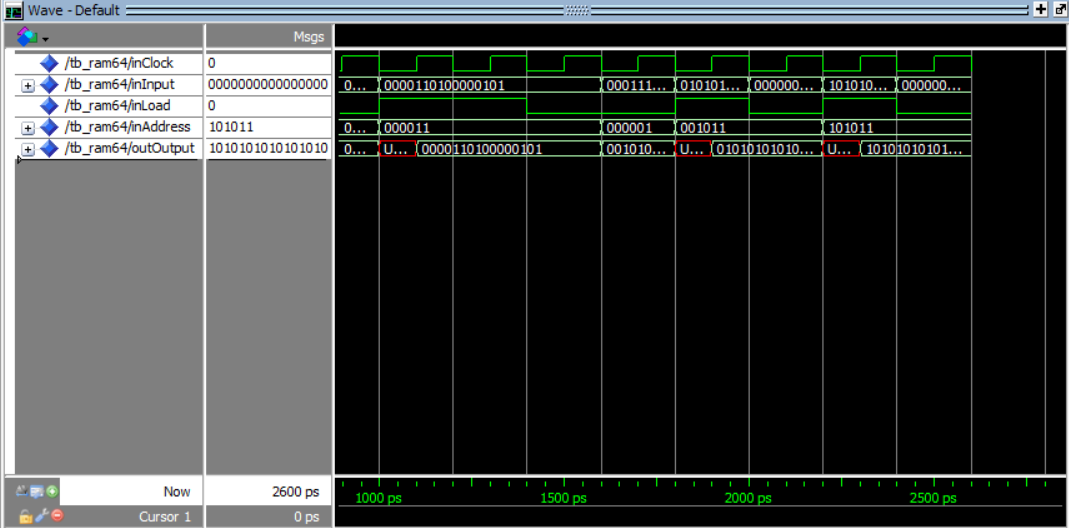 Wave - Default
Msgs
/tb_ram64/inClock 0
/tb_ram64/inInput 0000000000000000 0... 0000110100000101 000111... 010101... 000000... 101010... 000000...
/tb_ram64/inLoad 0
/tb_ram64/inAddress 101011 0... 000011 000001 001011 101011
/tb_ram64/outOutput 1010101010101010 0... U... 0000110100000101 001010... U... 01010101010... U... 10101010101...
Now 2600 ps 1000 ps 1500 ps 2000 ps 2500 ps
Cursor 1 0 ps